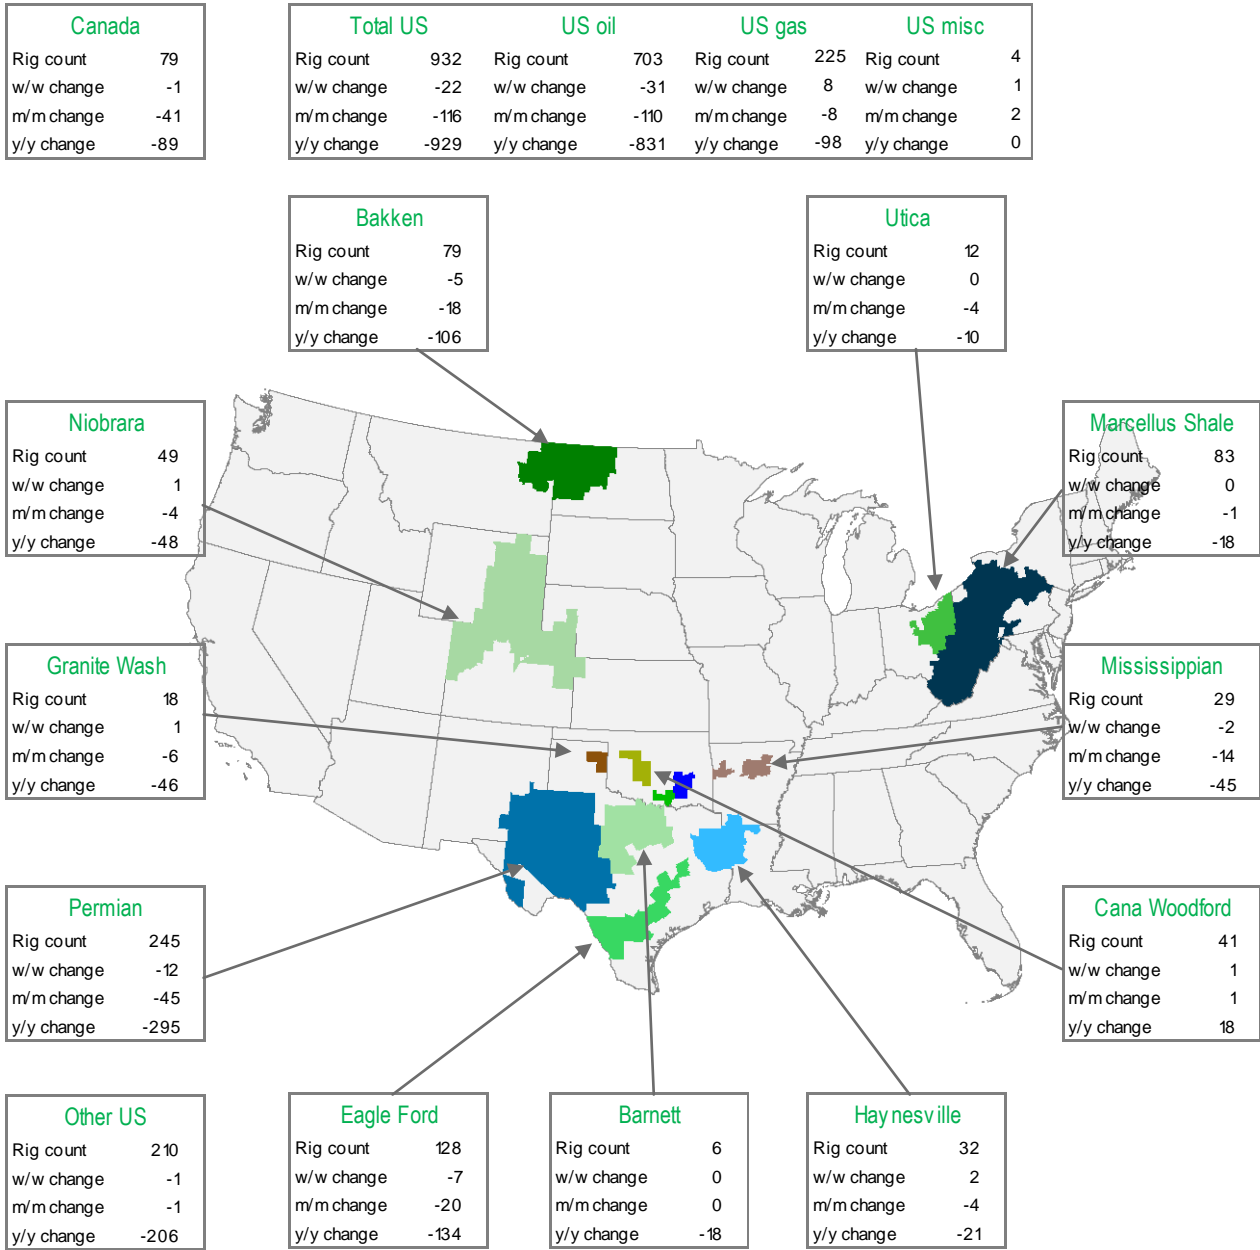 Canada
Rig count 79
w/w change -1
m/m change -41
y/y change -89
Total US US oil US gas US misc
Rig count 932 Rig count 703 Rig count 225 Rig count 4
w/w change -22 w/w change -31 w/w change 8 w/w change 1
m/m change -116 m/m change -110 m/m change -8 m/m change 2
y/y change -929 y/y change -831 y/y change -98 y/y change 0
Bakken
Rig count 79
w/w change -5
m/m change -18
y/y change -106
Utica
Rig count 12
w/w change 0
m/m change -4
y/y change -10
Niobrara
Rig count 49
w/w change 1
m/m change -4
y/y change -48
Marcellus Shale
Rig count 83
w/w change 0
m/m change -1
y/y change -18
Granite Wash
Rig count 18
w/w change 1
m/m change -6
y/y change -46
Mississippian
Rig count 29
w/w change -2
m/m change -14
y/y change -45
Permian
Rig count 245
w/w change -12
m/m change -45
y/y change -295
Cana Woodford
Rig count 41
w/w change 1
m/m change 1
y/y change 18
Other US
Rig count 210
w/w change -1
m/m change -1
y/y change -206
Eagle Ford
Rig count 128
w/w change -7
m/m change -20
y/y change -134
Barnett
Rig count 6
w/w change 0
m/m change 0
y/y change -18
Haynesville
Rig count 32
w/w change 2
m/m change -4
y/y change -21